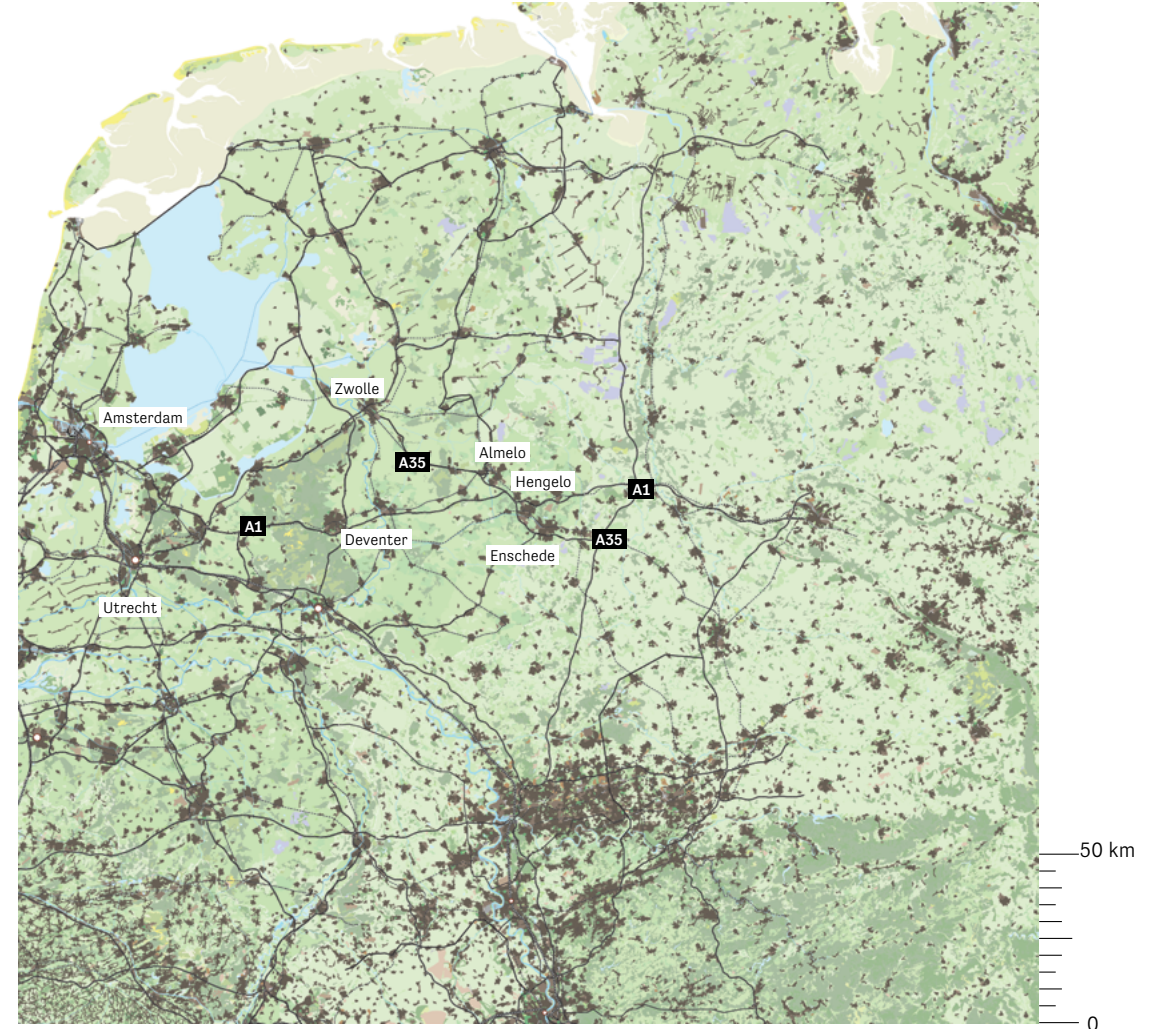 Zwolle
Amsterdam
Almelo
A35
Hengelo
A1
A1
Deventer
A35
Enschede
Utrecht
50 km
0